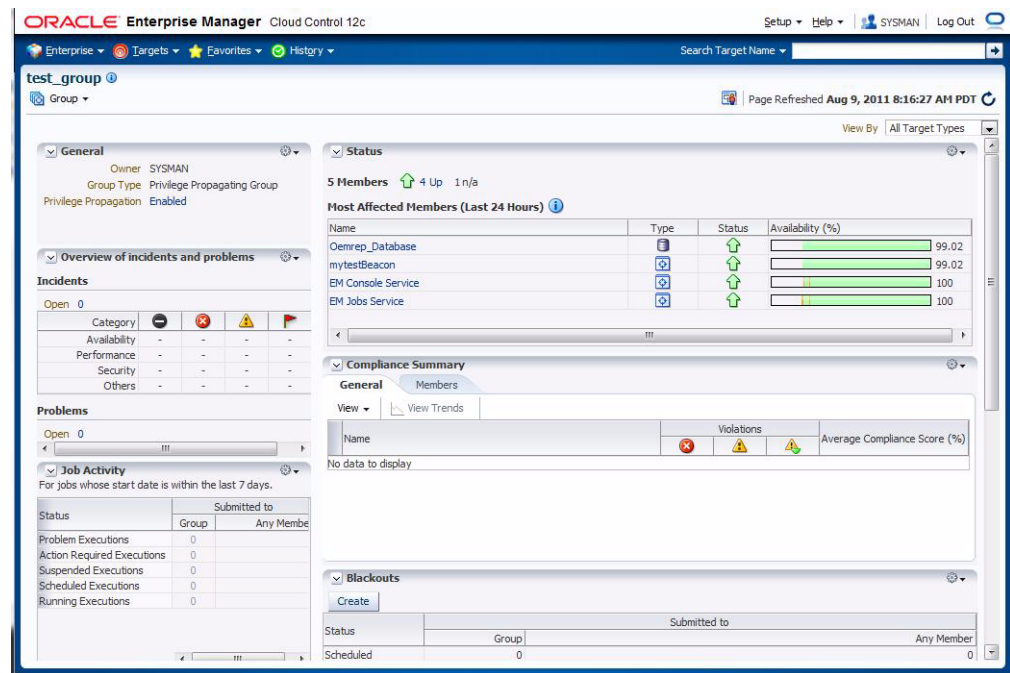 ORACLE Enterprise Manager Cloud Control 12c
Setup Help SYSMAN Log Out
Enterprise Targets Favorites History Search Target Name
test_group
Group Page Refreshed Aug 9, 2011 8:16:27 AM PDT
View By All Target Types
General
Owner SYSMAN
Group Type Privilege Propagating Group
Privilege Propagation Enabled
Overview of incidents and problems
Incidents
Open 0
Category
Availability - - - -
Performance - - - -
Security - - - -
Others - - - -
Problems
Open 0
Job Activity
For jobs whose start date is within the last 7 days.
Status Submitted to
Group Any Membe
Problem Executions 0
Action Required Executions 0
Suspended Executions 0
Scheduled Executions 0
Running Executions 0
Status
5 Members 4 Up 1 n/a
Most Affected Members (Last 24 Hours)
Name Type Status Availability (%)
Oemrep_Database 99.02
mytestBeacon 99.02
EM Console Service 100
EM Jobs Service 100
Compliance Summary
General Members
View View Trends
Name Violations Average Compliance Score (%)
No data to display
Blackouts
Create
Status Submitted to
Group Any Member
Scheduled 0 0